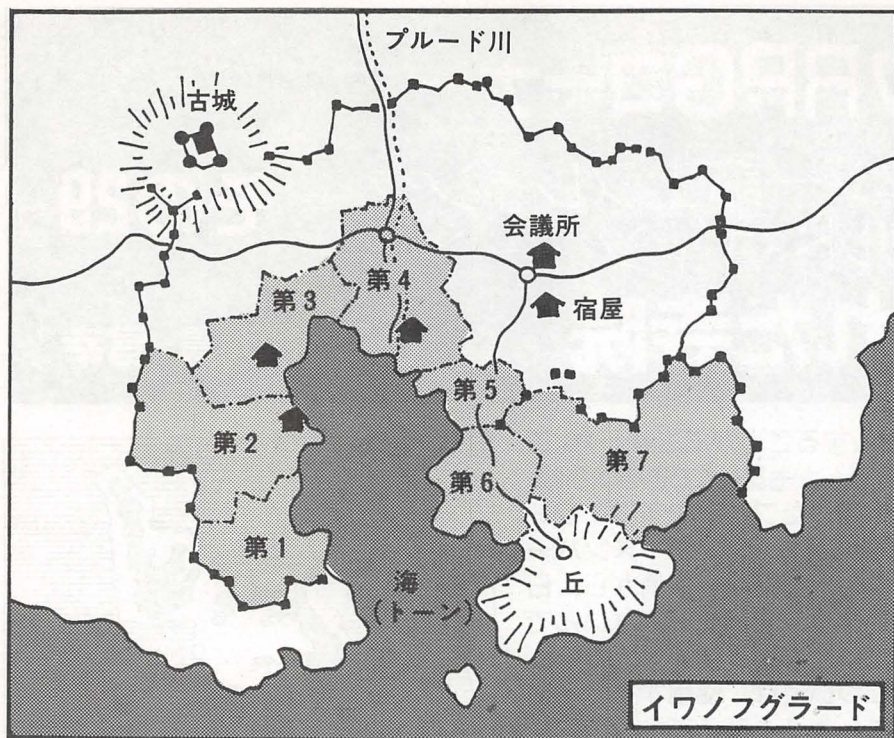 プルード川
古城
会議所
宿屋
第3
第4
第5
第2
第6
第7
第1
海
(トーン)
丘
イワノフグラード